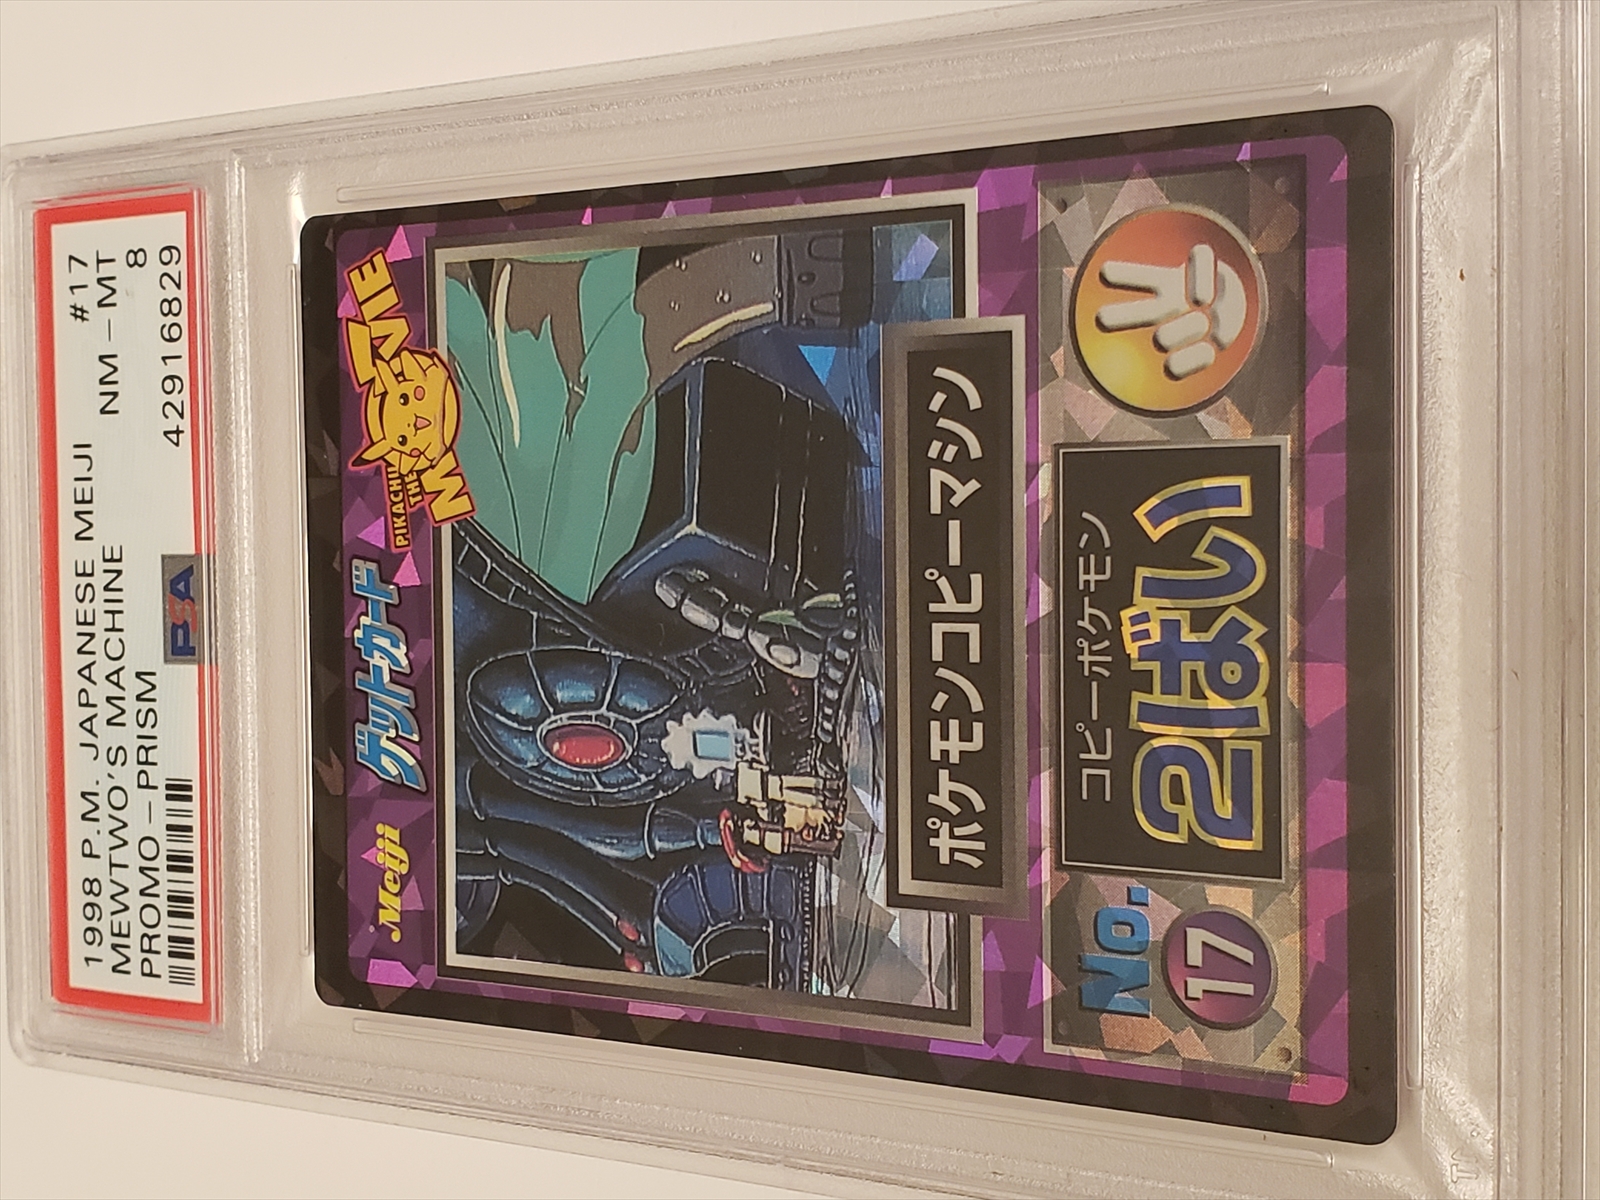 1998 P.M. JAPANESE MEIJI #17
MEWTWO'S MACHINE NM-MT
PROMO-PRISM 8
42916829
PSA
Meiji
ゲットカード
PIKACHU
THE
MOVIE
ポケモンコピーマシン
No.
17
コピーポケモン
2ばい